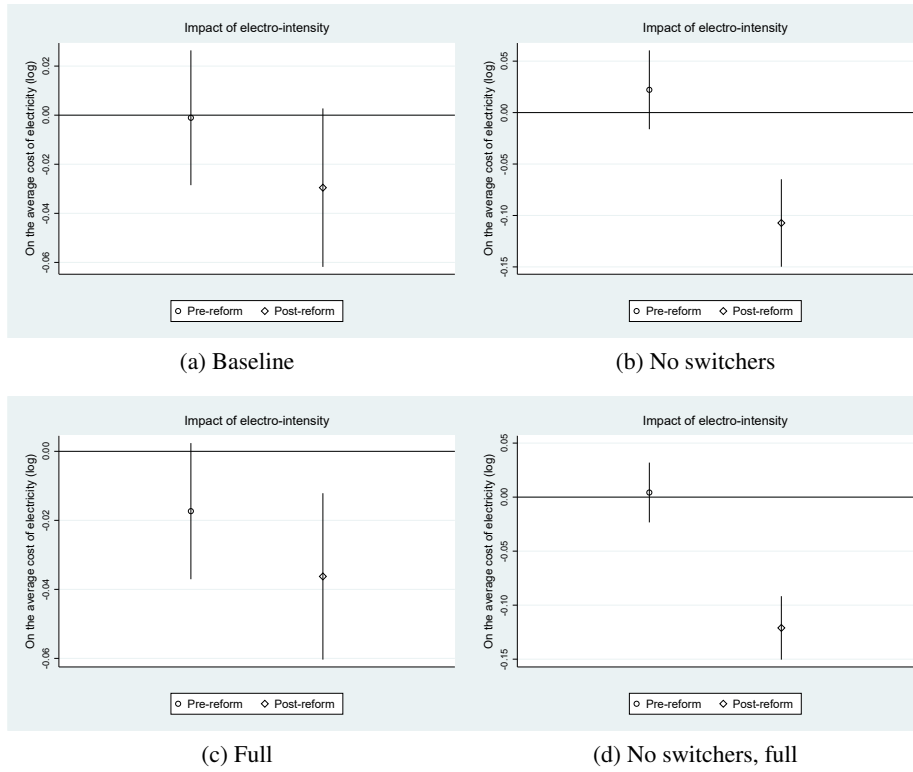 Impact of electro-intensity
On the average cost of electricity (log)
0.02
0.00
-0.02
-0.04
-0.06
Pre-reform Post-reform
(a) Baseline
Impact of electro-intensity
On the average cost of electricity (log)
0.05
0.00
-0.05
-0.10
-0.15
Pre-reform Post-reform
(b) No switchers
Impact of electro-intensity
On the average cost of electricity (log)
0.00
-0.02
-0.04
-0.06
Pre-reform Post-reform
(c) Full
Impact of electro-intensity
On the average cost of electricity (log)
0.05
0.00
-0.05
-0.10
-0.15
Pre-reform Post-reform
(d) No switchers, full